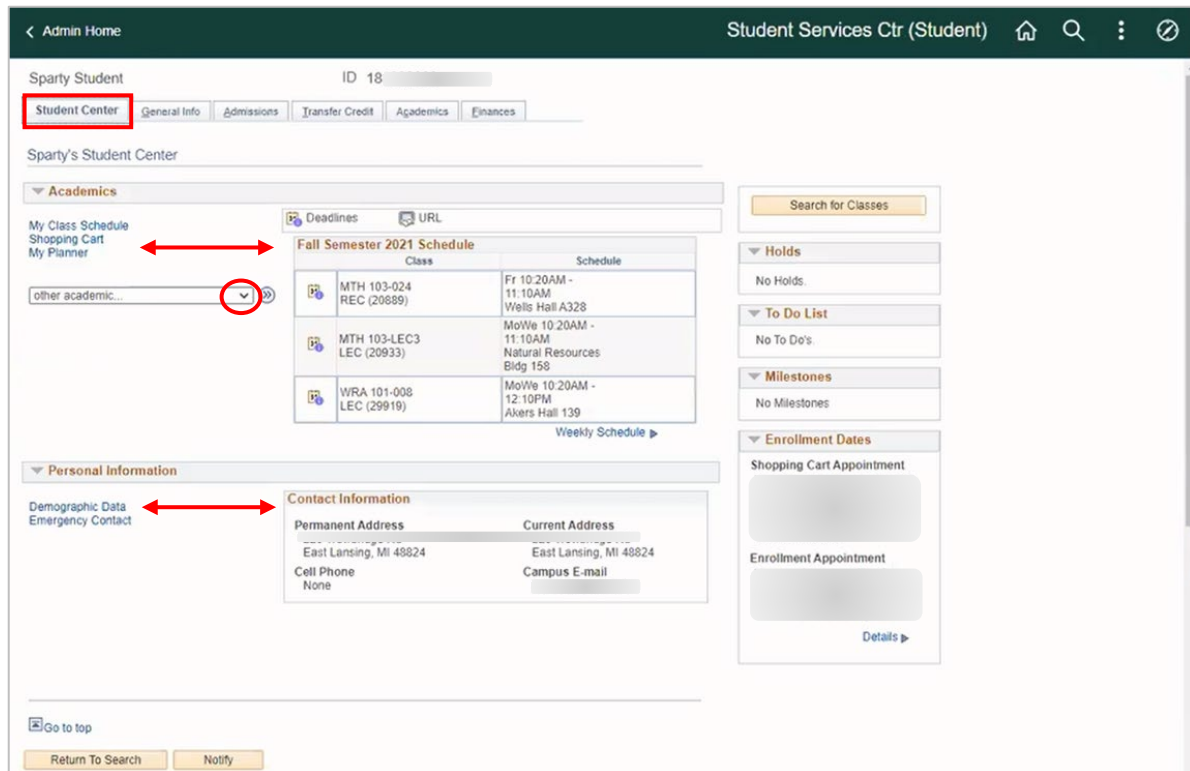 Admin Home
Student Services Ctr (Student)
Sparty Student
ID 18
Student Center
General Info
Admissions
Transfer Credit
Academics
Finances
Sparty's Student Center
Academics
My Class Schedule
Shopping Cart
My Planner
other academic...
Deadlines
URL
Fall Semester 2021 Schedule
Class
Schedule
MTH 103-024
REC (20889)
Fr 10:20AM -
11:10AM
Wells Hall A328
MTH 103-LEC3
LEC (20933)
MoWe 10:20AM -
11:10AM
Natural Resources
Bldg 158
WRA 101-008
LEC (29919)
MoWe 10:20AM -
12:10PM
Akers Hall 139
Weekly Schedule
Search for Classes
Holds
No Holds.
To Do List
No To Do's.
Milestones
No Milestones
Enrollment Dates
Shopping Cart Appointment
Enrollment Appointment
Details
Personal Information
Demographic Data
Emergency Contact
Contact Information
Permanent Address
East Lansing, MI 48824
Current Address
East Lansing, MI 48824
Cell Phone
None
Campus E-mail
Go to top
Return To Search
Notify